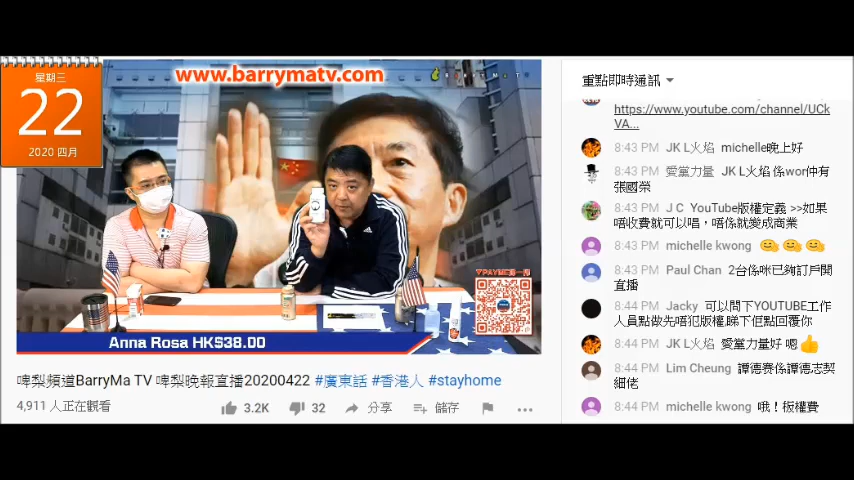 www.barrymatv.com
BARRYMATV
星期三
22
2020 四月
PAYME
Anna Rosa HK$38.00
啤梨頻道BarryMa TV 啤梨晚報直播20200422 #廣東話 #香港人 #stayhome
4,911 人正在觀看
3.2K
32
分享
儲存
重點即時通訊
https://www.youtube.com/channel/UCk
VA...
8:43 PM JK L火焰 michelle晚上好
8:43 PM 愛黨力量 JK L火焰 係wor仲有
張國榮
8:43 PM J C YouTube版權定義 >>如果
唔收費就可以唱，唔係就變成商業
8:43 PM michelle kwong
8:43 PM Paul Chan 2台係咪已夠訂戶開
直播
8:44 PM Jacky 可以問下YOUTUBE工作
人員點做先唔犯版權,睇下佢點回覆你
8:44 PM JK L火焰 愛黨力量好 嗯
8:44 PM Lim Cheung 譚德賽係譚德志契
細佬
8:44 PM michelle kwong 哦！板權費